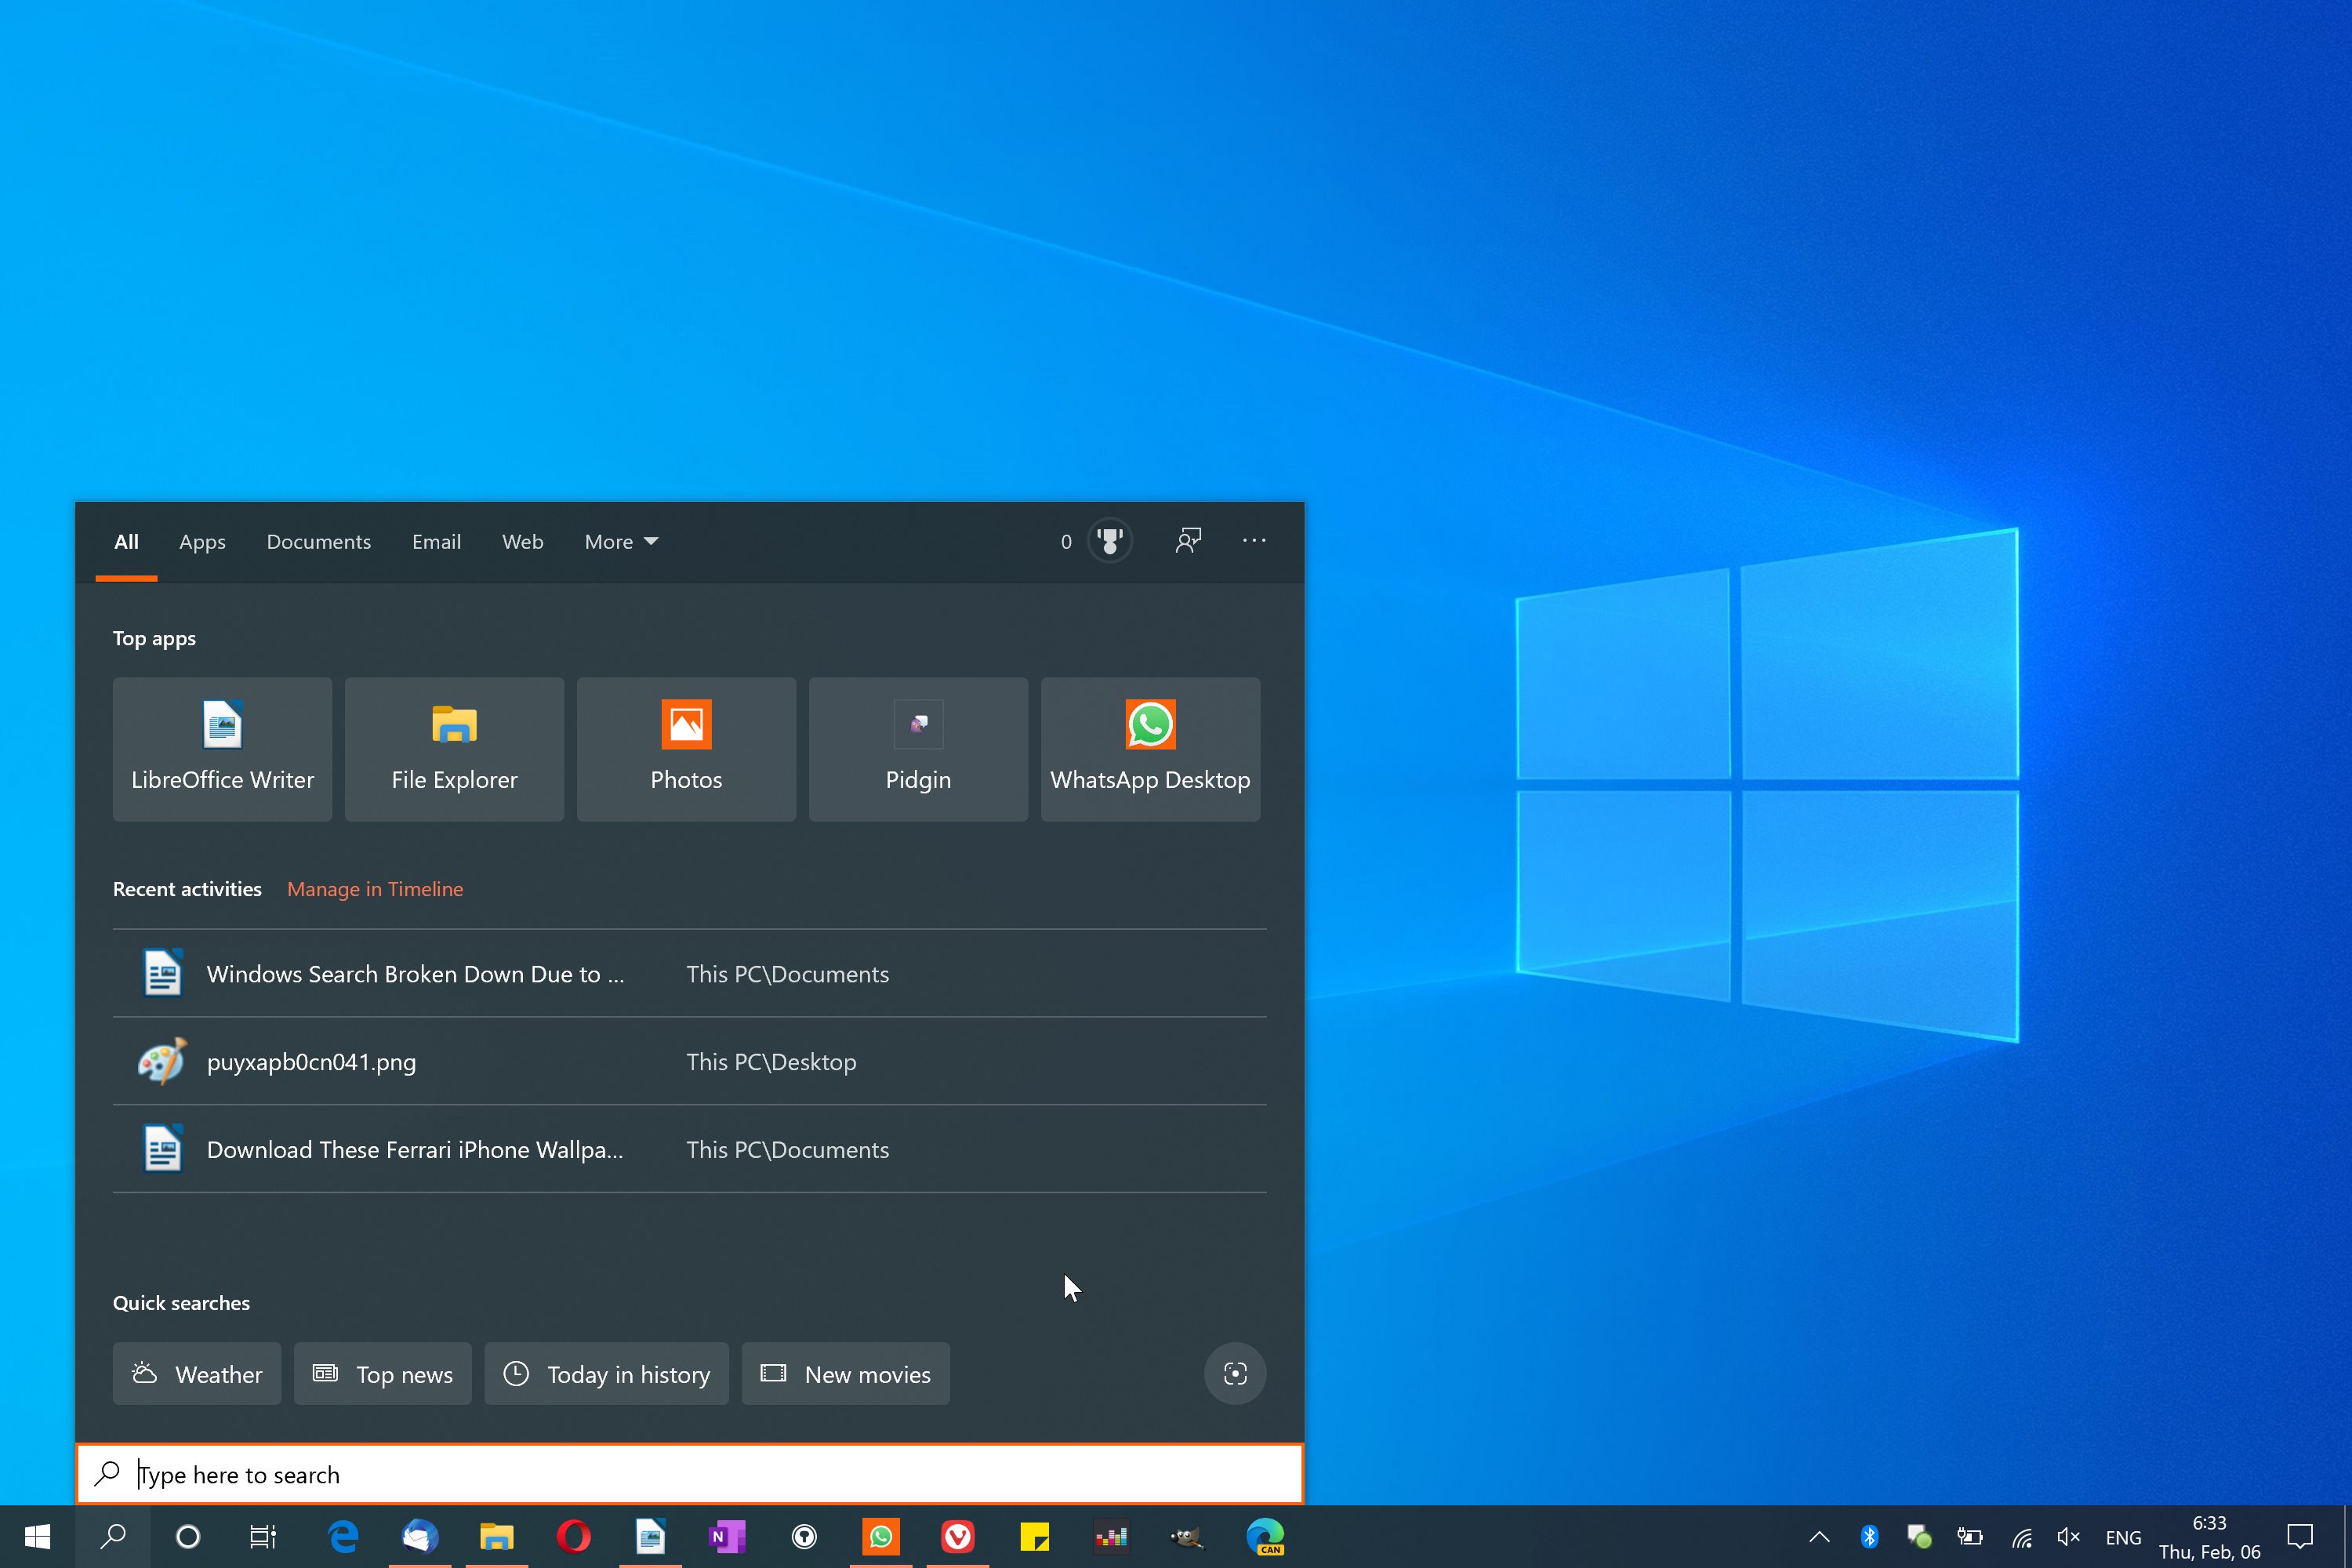 All Apps Documents Email Web More 0
Top apps
LibreOffice Writer File Explorer Photos Pidgin WhatsApp Desktop
Recent activities Manage in Timeline
Windows Search Broken Down Due to ... This PC\Documents
puyxapb0cn041.png This PC\Desktop
Download These Ferrari iPhone Wallpa... This PC\Documents
Quick searches
Weather Top news Today in history New movies
Type here to search
N
CAN
ENG
6:33
Thu, Feb, 06